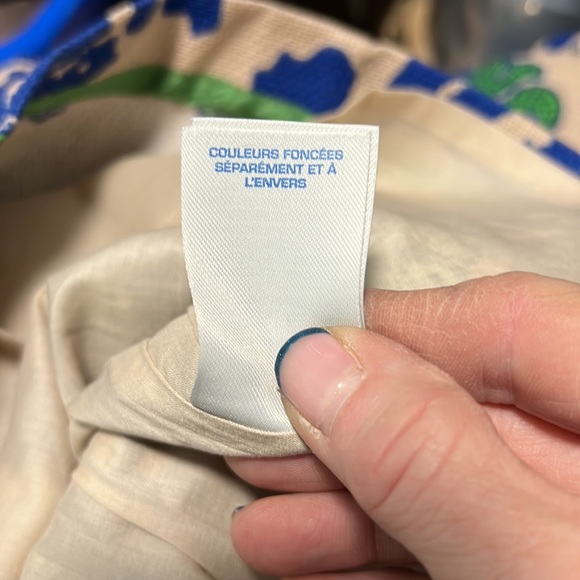 COULEURS FONCÉES
SÉPARÉMENT ET À
L'ENVERS